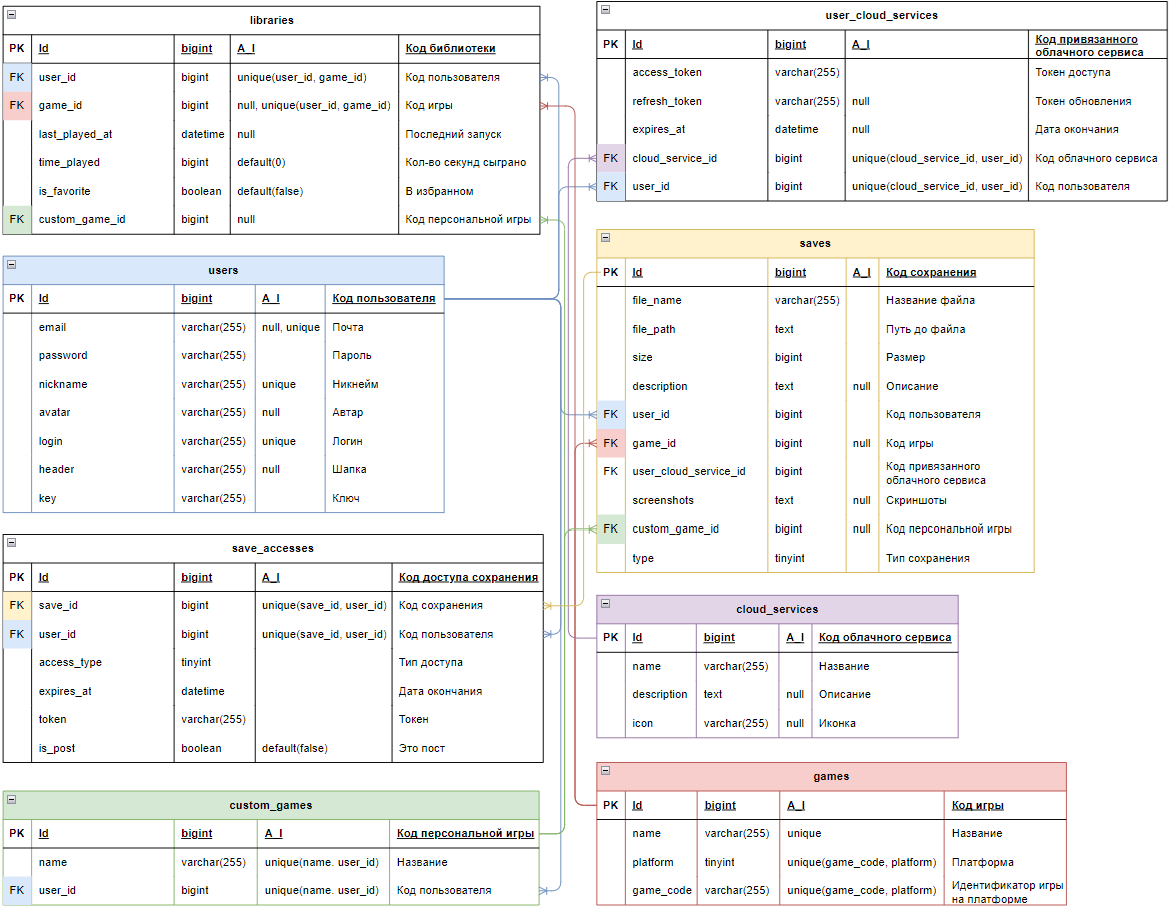 libraries
PK Id bigint A_I Код библиотеки
FK user_id bigint unique(user_id, game_id) Код пользователя
FK game_id bigint null, unique(user_id, game_id) Код игры
last_played_at datetime null Последний запуск
time_played bigint default(0) Кол-во секунд сыграно
is_favorite boolean default(false) В избранном
FK custom_game_id bigint null Код персональной игры
users
PK Id bigint A_I Код пользователя
email varchar(255) null, unique Почта
password varchar(255) Пароль
nickname varchar(255) unique Никнейм
avatar varchar(255) null Автар
login varchar(255) unique Логин
header varchar(255) null Шапка
key varchar(255) Ключ
save_accesses
PK Id bigint A_I Код доступа сохранения
FK save_id bigint unique(save_id, user_id) Код сохранения
FK user_id bigint unique(save_id, user_id) Код пользователя
access_type tinyint Тип доступа
expires_at datetime Дата окончания
token varchar(255) Токен
is_post boolean default(false) Это пост
custom_games
PK Id bigint A_I Код персональной игры
name varchar(255) unique(name. user_id) Название
FK user_id bigint unique(name. user_id) Код пользователя
user_cloud_services
PK Id bigint A_I Код привязанного
облачного сервиса
access_token varchar(255) Токен доступа
refresh_token varchar(255) null Токен обновления
expires_at datetime null Дата окончания
FK cloud_service_id bigint unique(cloud_service_id, user_id) Код облачного сервиса
FK user_id bigint unique(cloud_service_id, user_id) Код пользователя
saves
PK Id bigint A_I Код сохранения
file_name varchar(255) Название файла
file_path text Путь до файла
size bigint Размер
description text null Описание
FK user_id bigint Код пользователя
FK game_id bigint null Код игры
FK user_cloud_service_id bigint Код привязанного
облачного сервиса
screenshots text null Скриншоты
FK custom_game_id bigint null Код персональной игры
type tinyint Тип сохранения
cloud_services
PK Id bigint A_I Код облачного сервиса
name varchar(255) Название
description text null Описание
icon varchar(255) null Иконка
games
PK Id bigint A_I Код игры
name varchar(255) unique Название
platform tinyint unique(game_code, platform) Платформа
game_code varchar(255) unique(game_code, platform) Идентификатор игры
на платформе